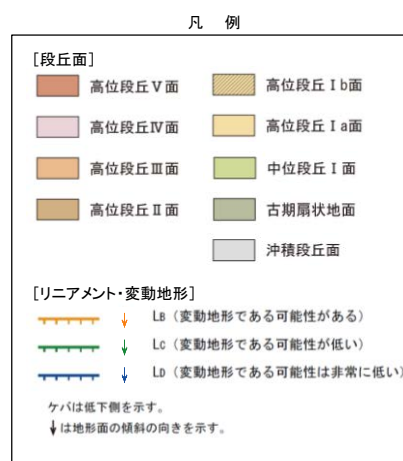 凡 例
[段丘面]
高位段丘Ⅴ面
高位段丘Ⅰb面
高位段丘Ⅳ面
高位段丘Ⅰa面
高位段丘Ⅲ面
中位段丘Ⅰ面
高位段丘Ⅱ面
古期扇状地面
沖積段丘面
[リニアメント・変動地形]
LB (変動地形である可能性がある)
LC (変動地形である可能性が低い)
LD (変動地形である可能性は非常に低い)
ケバは低下側を示す。
↓は地形面の傾斜の向きを示す。